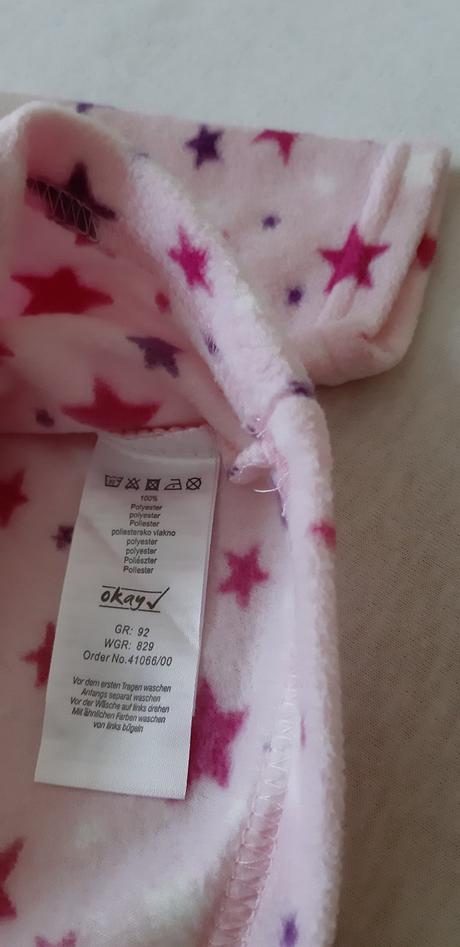 100%
Polyester
polyester
Poliester
poliestersko vlakno
polyester
polyester
Poliészter
Poliester
okay
GR: 92
WGR: 829
Order No.41066/00
Vor dem ersten Tragen waschen
Anfangs separat waschen
Vor der Wäsche auf links drehen
Mit ähnlichen Farben waschen
von links bügeln